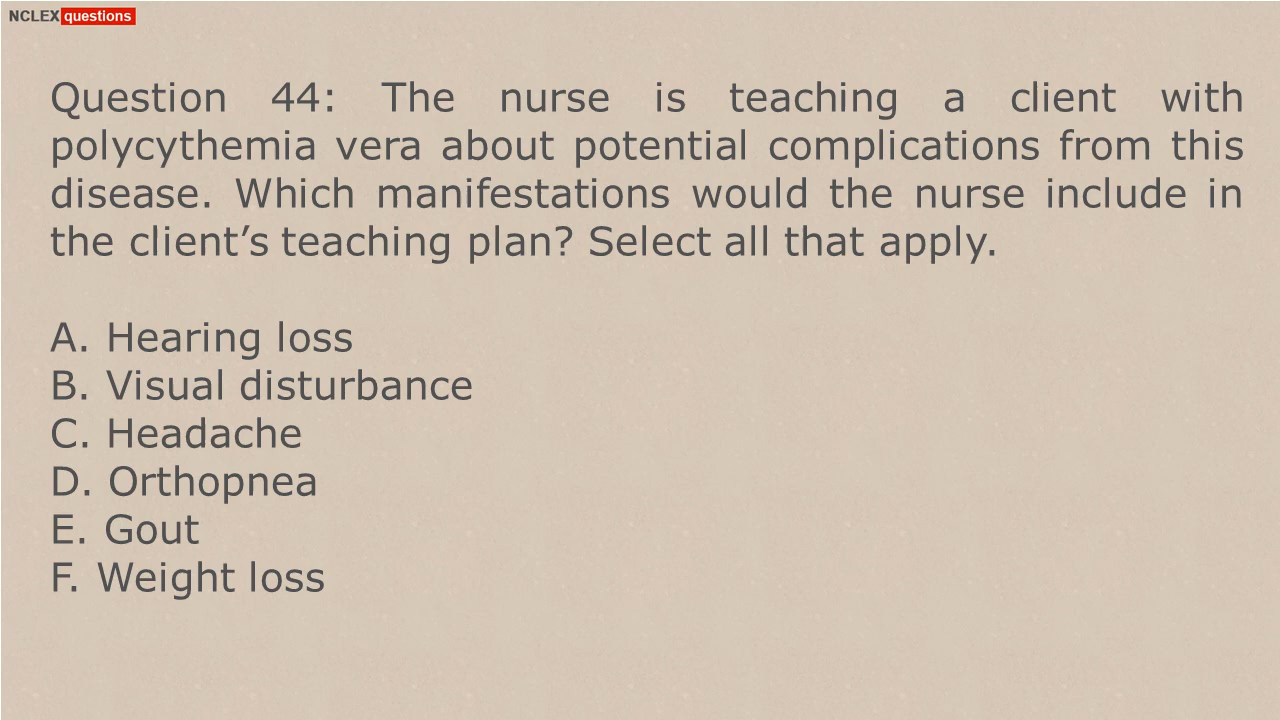 NCLEX questions
Question 44: The nurse is teaching a client with
polycythemia vera about potential complications from this
disease. Which manifestations would the nurse include in
the client’s teaching plan? Select all that apply.
A. Hearing loss
B. Visual disturbance
C. Headache
D. Orthopnea
E. Gout
F. Weight loss